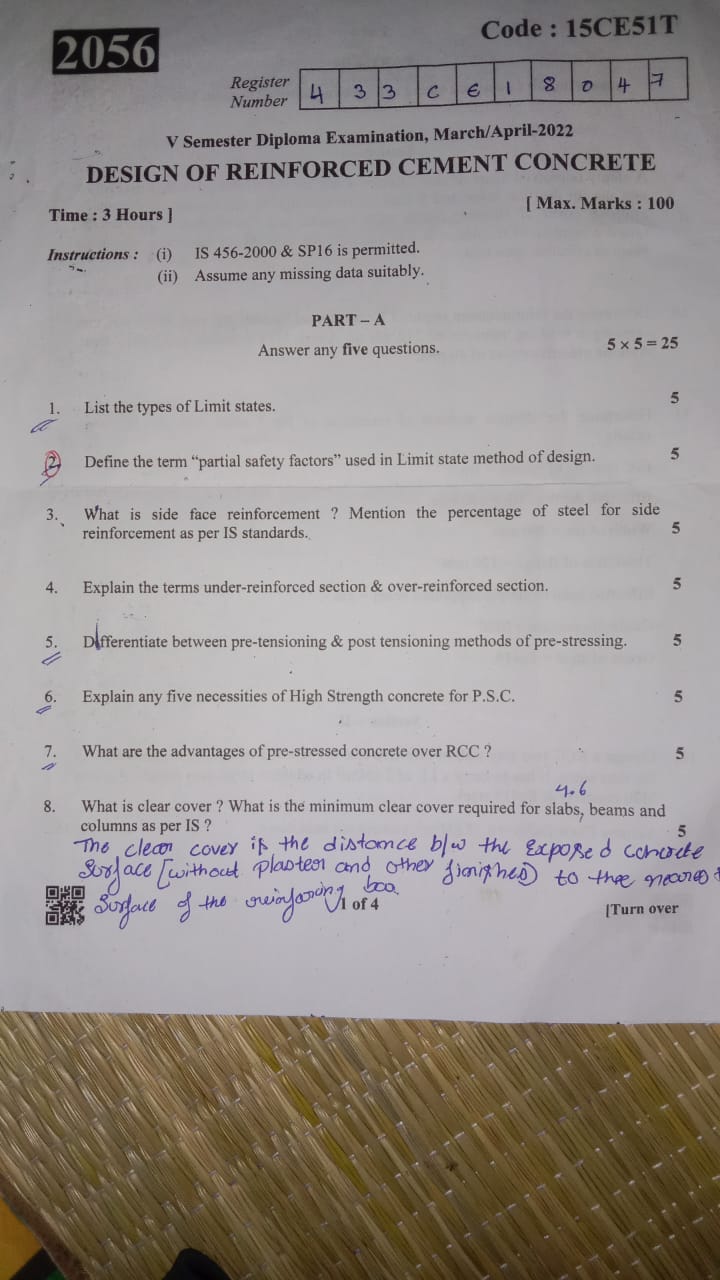 2056
Code : 15CE51T
Register
Number
4 3 3 C E 1 8 0 4 7
V Semester Diploma Examination, March/April-2022
DESIGN OF REINFORCED CEMENT CONCRETE
Time : 3 Hours ]
[ Max. Marks : 100
Instructions : (i) IS 456-2000 & SP16 is permitted.
(ii) Assume any missing data suitably.
PART – A
Answer any five questions.
5 × 5 = 25
1. List the types of Limit states. 5
2. Define the term “partial safety factors” used in Limit state method of design. 5
3. What is side face reinforcement ? Mention the percentage of steel for side
reinforcement as per IS standards. 5
4. Explain the terms under-reinforced section & over-reinforced section. 5
5. Differentiate between pre-tensioning & post tensioning methods of pre-stressing. 5
6. Explain any five necessities of High Strength concrete for P.S.C. 5
7. What are the advantages of pre-stressed concrete over RCC ? 5
4.6
8. What is clear cover ? What is the minimum clear cover required for slabs, beams and
columns as per IS ? 5
The clear cover is the distance b/w the Exposed concrete
Surface [without plaster and other finishes) to the
Surface of the reinforcing
1 of 4
[Turn over